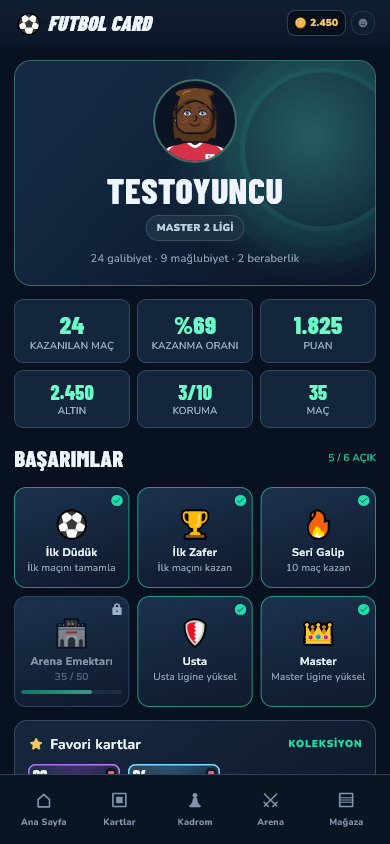 FUTBOL CARD
2.450
TESTOYUNCU
MASTER 2 LİGİ
24 galibiyet · 9 mağlubiyet · 2 beraberlik
24
KAZANILAN MAÇ
%69
KAZANMA ORANI
1.825
PUAN
2.450
ALTIN
3/10
KORUMA
35
MAÇ
BAŞARIMLAR
5 / 6 AÇIK
İlk Düdük
İlk maçını tamamla
İlk Zafer
İlk maçını kazan
Seri Galip
10 maç kazan
Arena Emektarı
35 / 50
Usta
Usta ligine yüksel
Master
Master ligine yüksel
Favori kartlar
KOLEKSİYON
Ana Sayfa
Kartlar
Kadrom
Arena
Mağaza